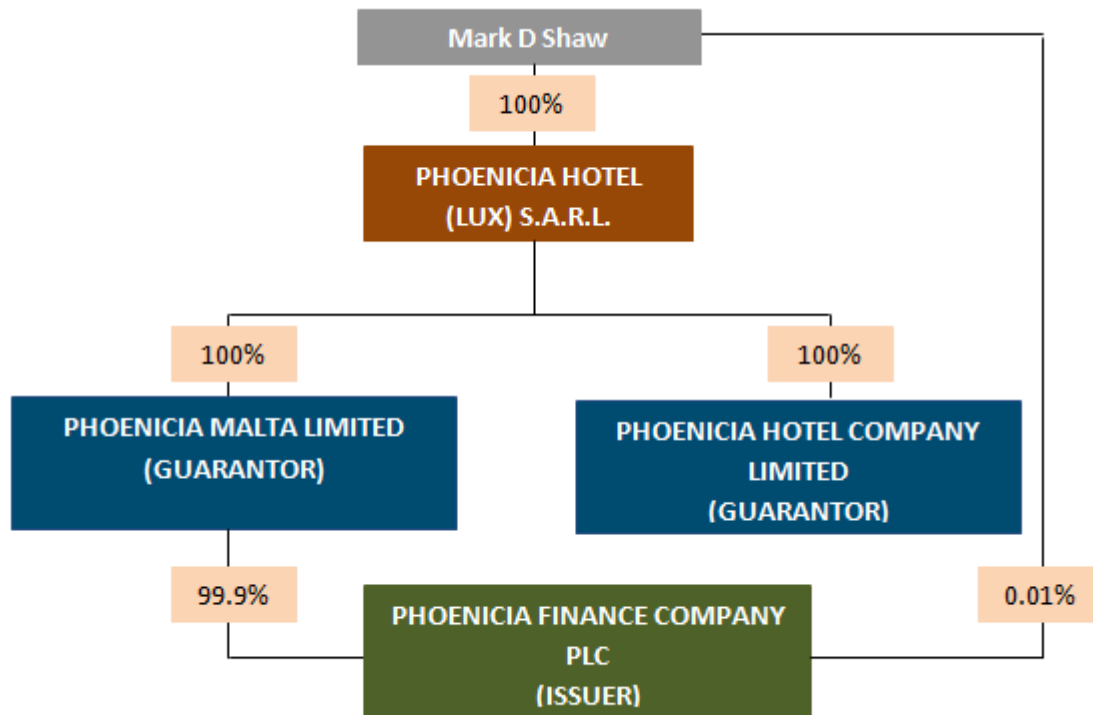 Mark D Shaw
100%
PHOENICIA HOTEL
(LUX) S.A.R.L.
100%
100%
PHOENICIA MALTA LIMITED
(GUARANTOR)
PHOENICIA HOTEL COMPANY
LIMITED
(GUARANTOR)
99.9%
0.01%
PHOENICIA FINANCE COMPANY
PLC
(ISSUER)